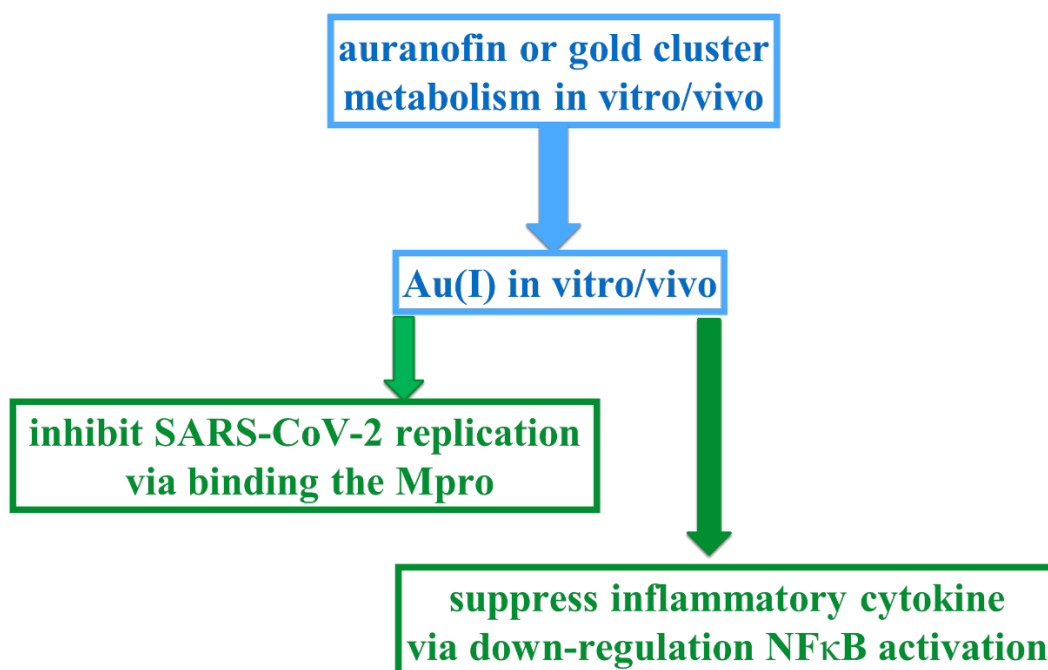 auranofin or gold cluster
metabolism in vitro/vivo
Au(I) in vitro/vivo
inhibit SARS-CoV-2 replication
via binding the Mpro
suppress inflammatory cytokine
via down-regulation NFκB activation